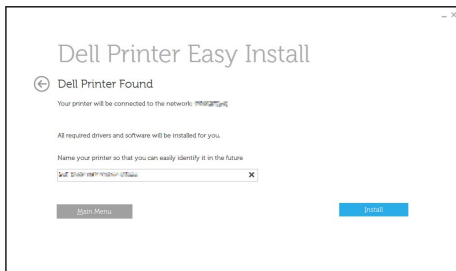 Dell Printer Easy Install
Dell Printer Found
Your printer will be connected to the network:
All required drivers and software will be installed for you.
Name your printer so that you can easily identify it in the future
Main Menu
Install